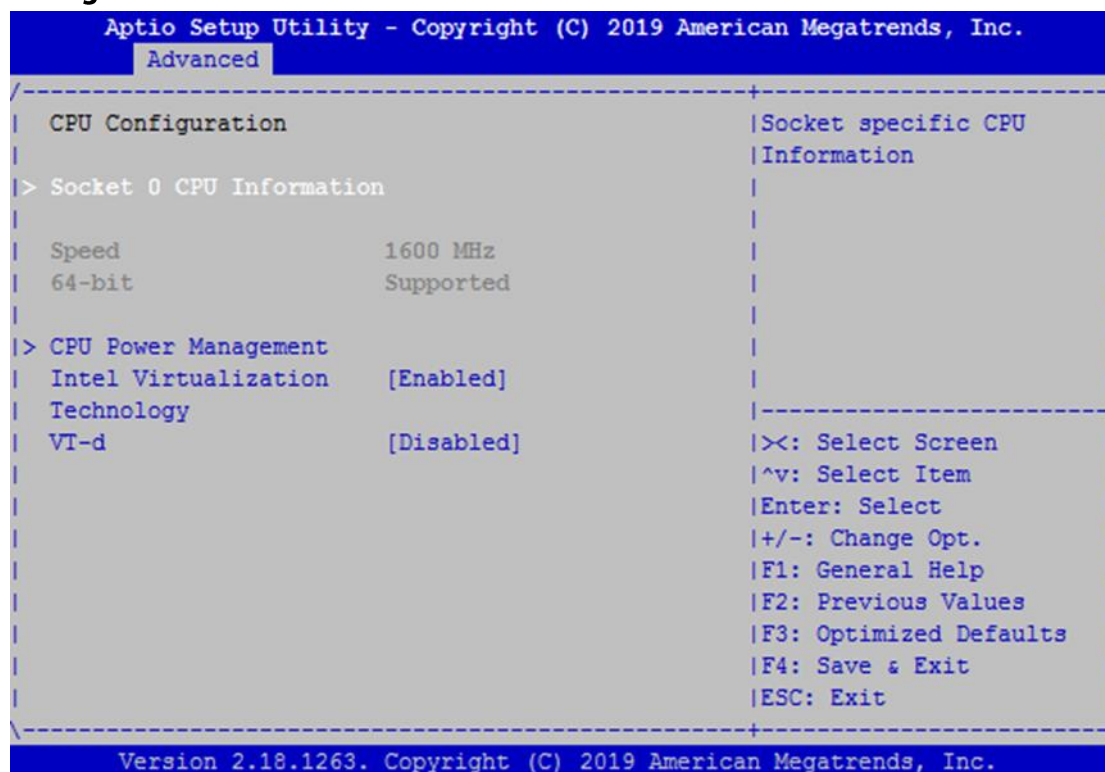 Aptio Setup Utility - Copyright (C) 2019 American Megatrends, Inc.
Advanced
CPU Configuration
> Socket 0 CPU Information
Speed 1600 MHz
64-bit Supported
> CPU Power Management
Intel Virtualization [Enabled]
Technology
VT-d [Disabled]
Socket specific CPU
Information
><: Select Screen
^v: Select Item
Enter: Select
+/-: Change Opt.
F1: General Help
F2: Previous Values
F3: Optimized Defaults
F4: Save & Exit
ESC: Exit
Version 2.18.1263. Copyright (C) 2019 American Megatrends, Inc.